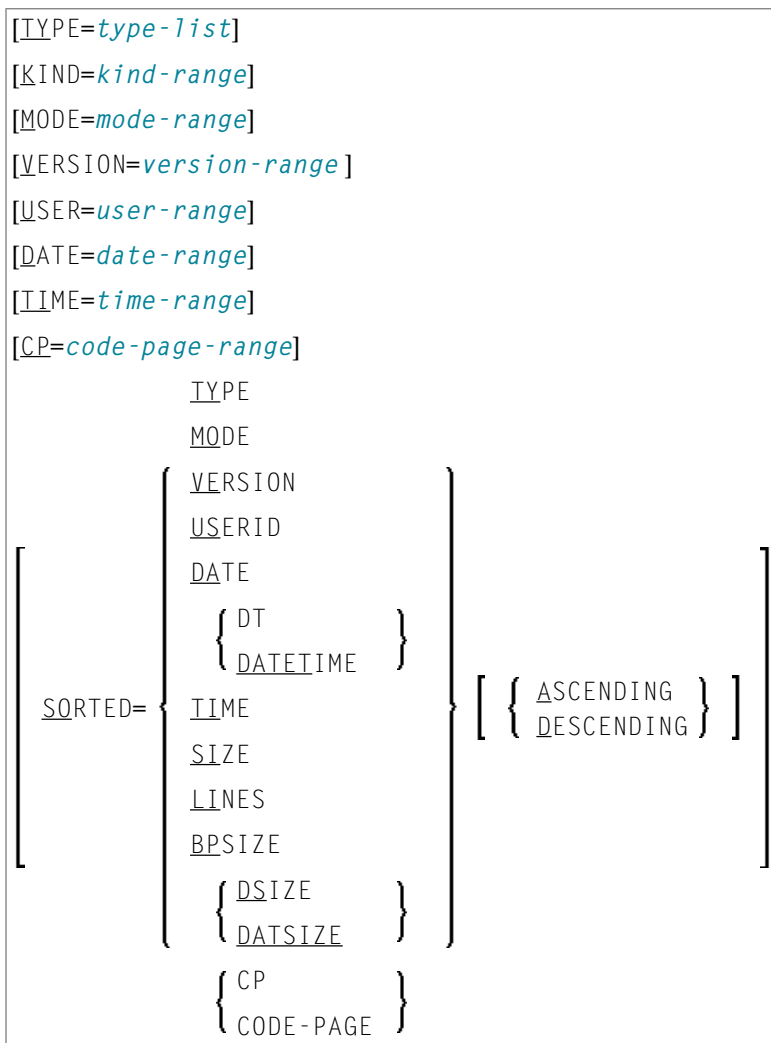 [TYPE=type-list]
[KIND=kind-range]
[MODE=mode-range]
[VERSION=version-range ]
[USER=user-range]
[DATE=date-range]
[TIME=time-range]
[CP=code-page-range]
TYPE
MODE
VERSION
USERID
DATE
DT
DATETIME
SORTED=
TIME
ASCENDING
DESCENDING
SIZE
LINES
BPSIZE
DSIZE
DATSIZE
CP
CODE-PAGE